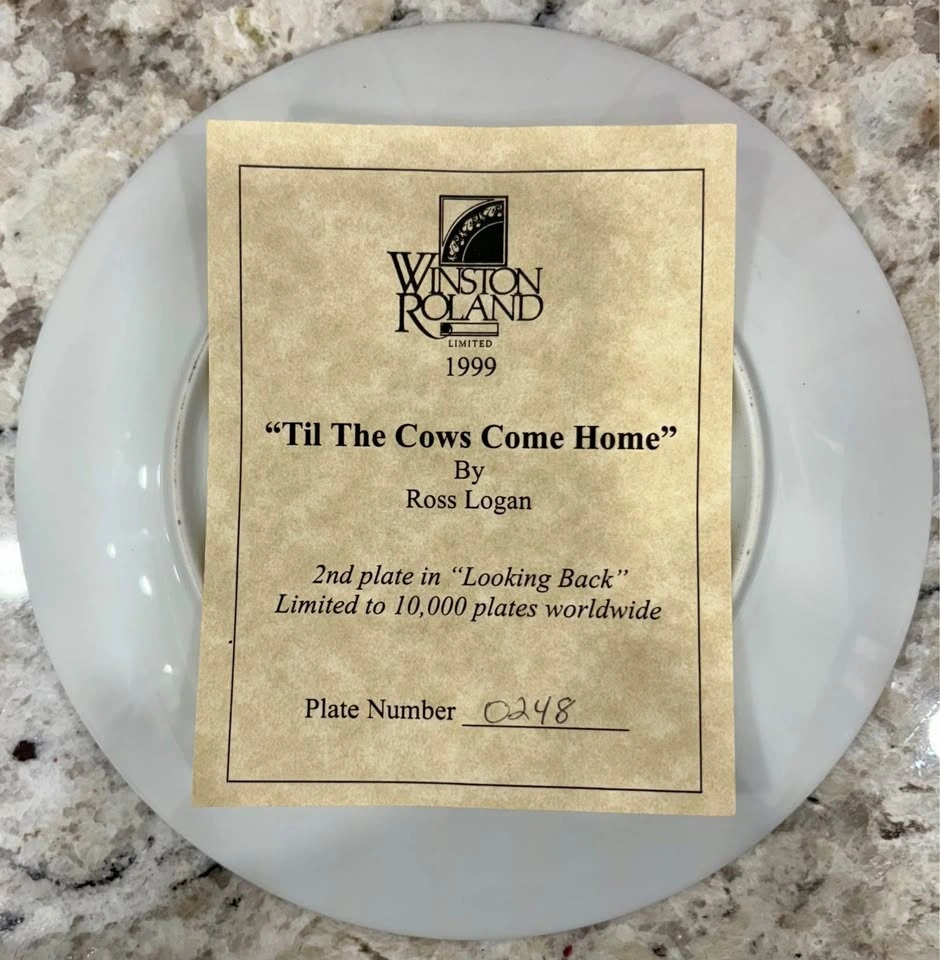 WINSTON
ROLAND
LIMITED
1999
“Til The Cows Come Home”
By
Ross Logan
2nd plate in “Looking Back”
Limited to 10,000 plates worldwide
Plate Number 0248